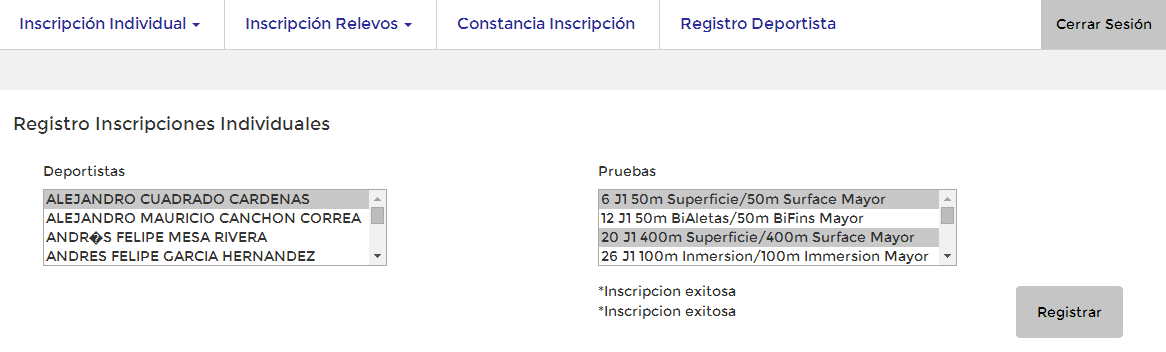 Inscripción Individual Inscripción Relevos Constancia Inscripción Registro Deportista Cerrar Sesión
Registro Inscripciones Individuales
Deportistas
ALEJANDRO CUADRADO CARDENAS
ALEJANDRO MAURICIO CANCHON CORREA
ANDR�S FELIPE MESA RIVERA
ANDRES FELIPE GARCIA HERNANDEZ
Pruebas
6 J1 50m Superficie/50m Surface Mayor
12 J1 50m BiAletas/50m BiFins Mayor
20 J1 400m Superficie/400m Surface Mayor
26 J1 100m Inmersion/100m Immersion Mayor
*Inscripcion exitosa
*Inscripcion exitosa
Registrar